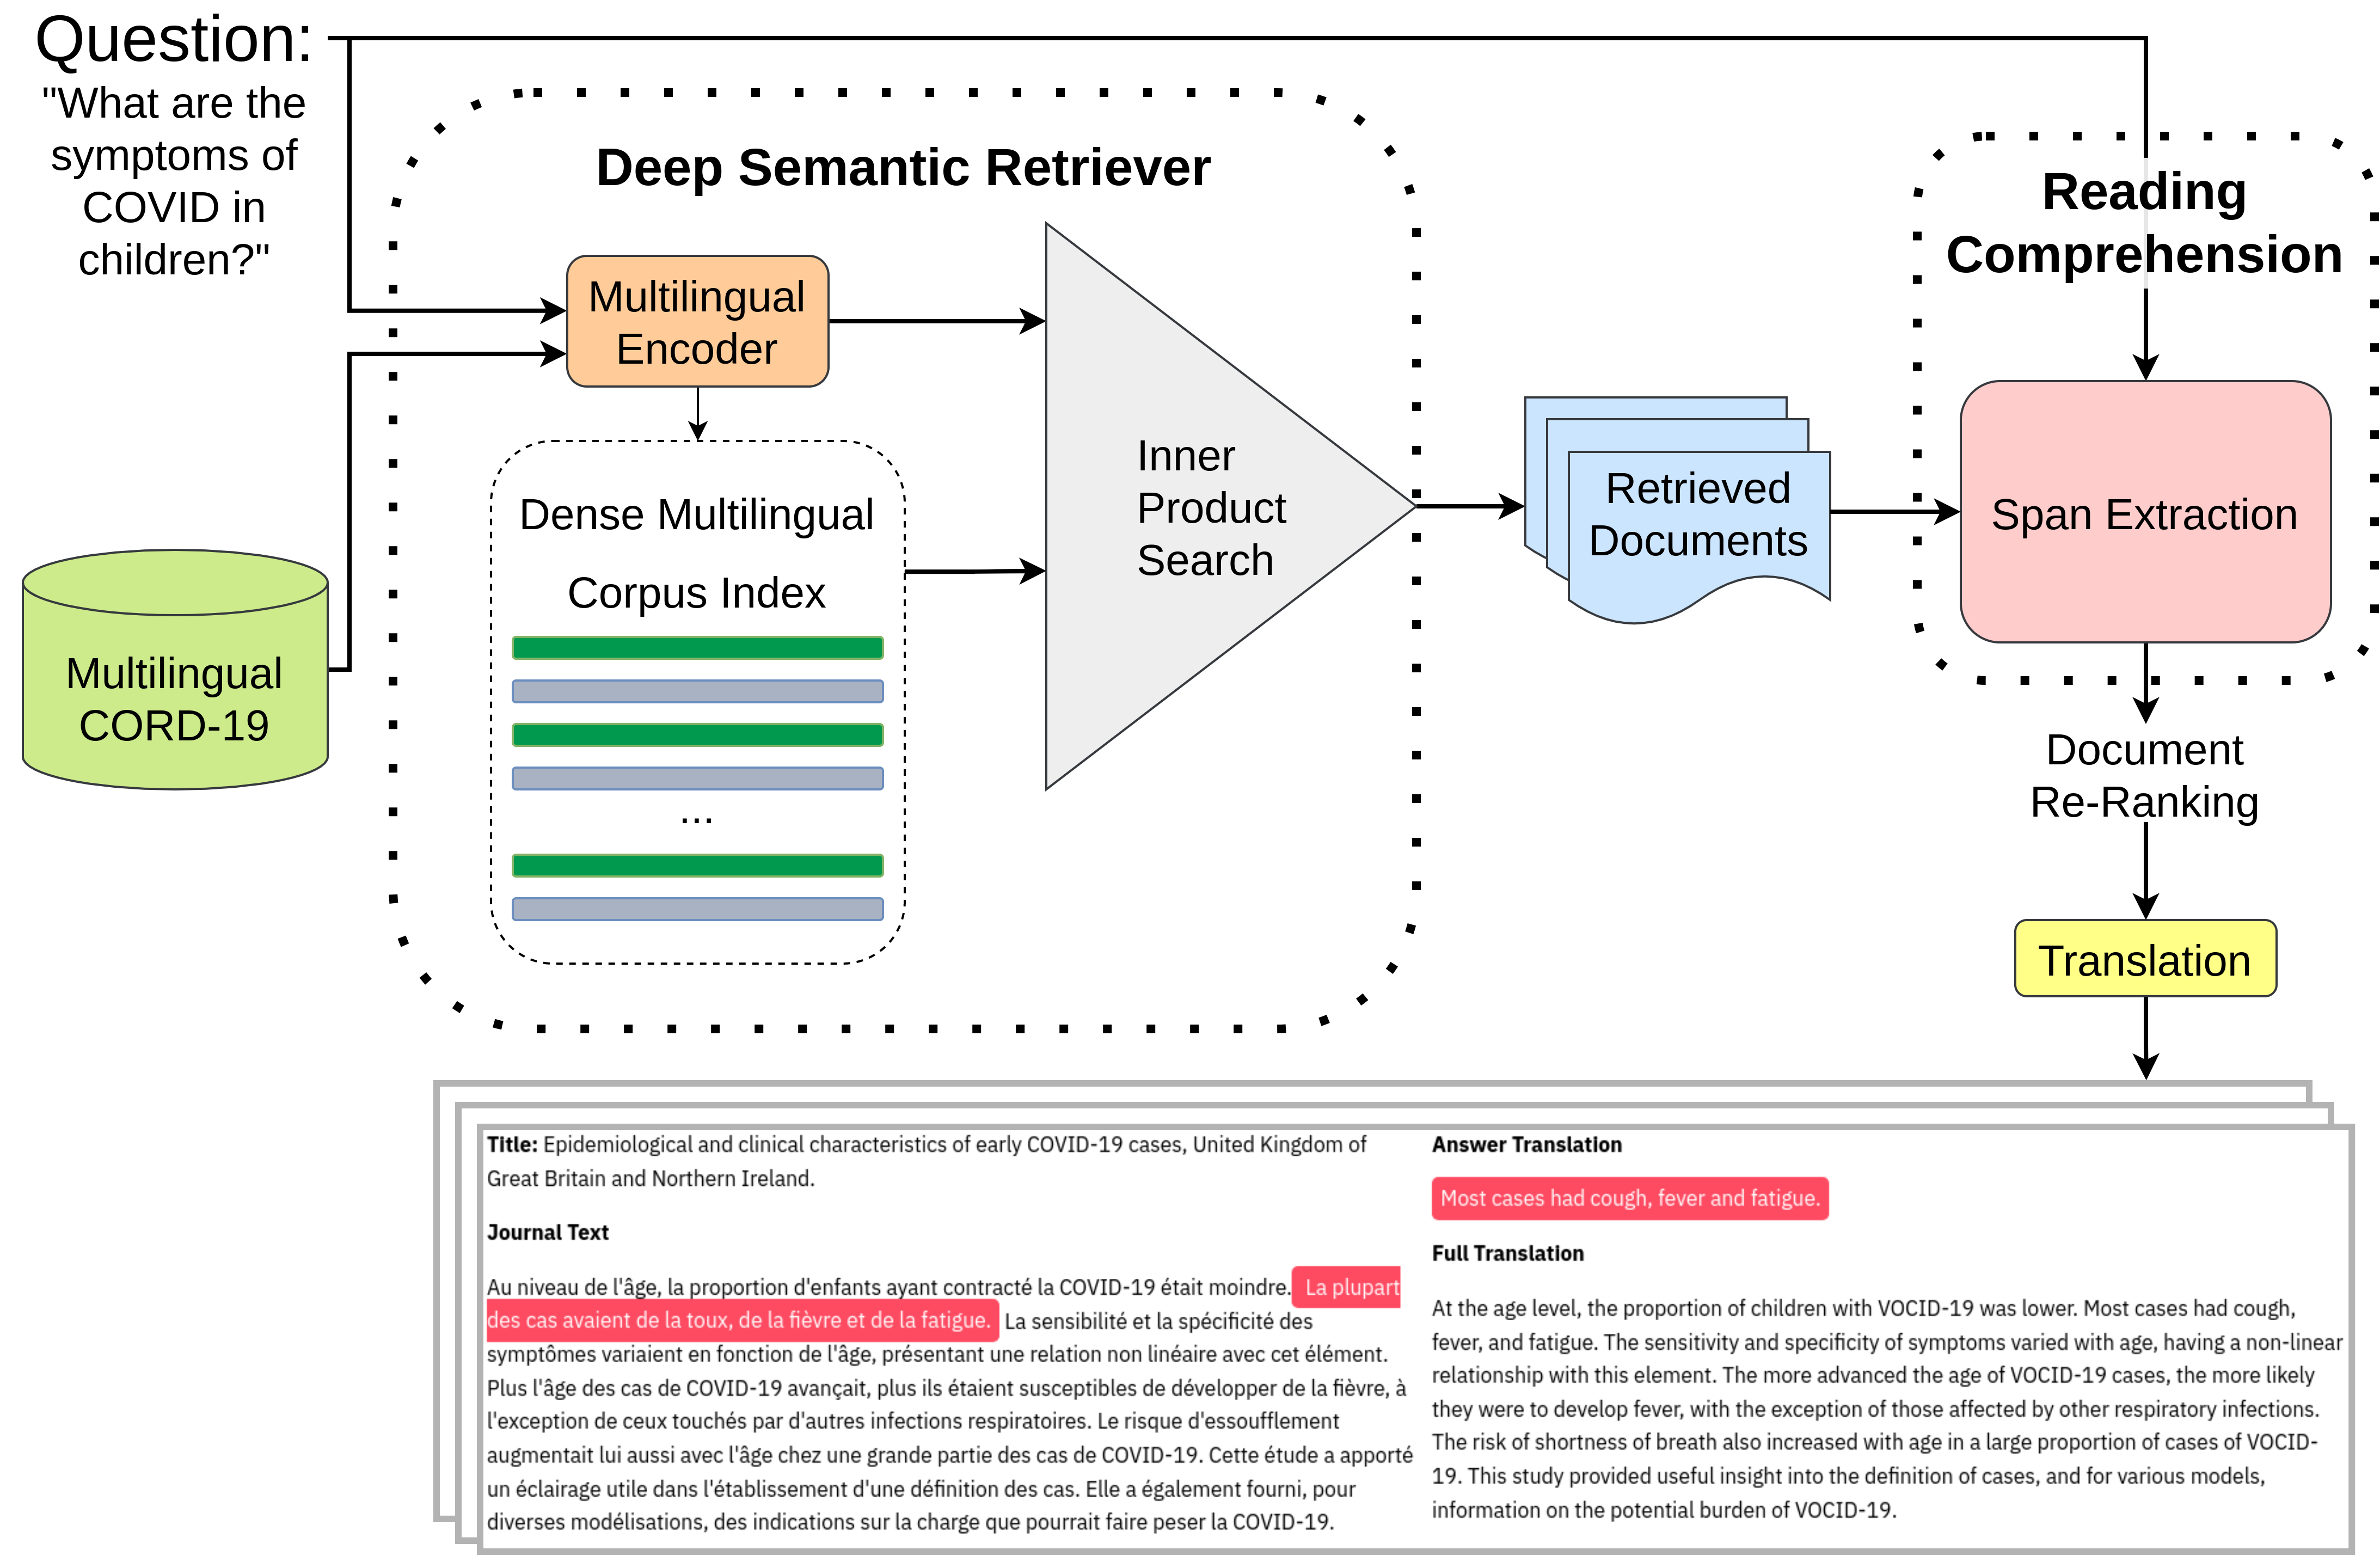 Question:
"What are the
symptoms of
COVID in
children?"
Deep Semantic Retriever
Multilingual
Encoder
Dense Multilingual
Corpus Index
...
Inner
Product
Search
Multilingual
CORD-19
Retrieved
Documents
Reading
Comprehension
Span Extraction
Document
Re-Ranking
Translation
Title: Epidemiological and clinical characteristics of early COVID-19 cases, United Kingdom of
Great Britain and Northern Ireland.
Journal Text
Au niveau de l'âge, la proportion d'enfants ayant contracté la COVID-19 était moindre. La plupart
des cas avaient de la toux, de la fièvre et de la fatigue. La sensibilité et la spécificité des
symptômes variaient en fonction de l'âge, présentant une relation non linéaire avec cet élément.
Plus l'âge des cas de COVID-19 avançait, plus ils étaient susceptibles de développer de la fièvre, à
l'exception de ceux touchés par d'autres infections respiratoires. Le risque d'essoufflement
augmentait lui aussi avec l'âge chez une grande partie des cas de COVID-19. Cette étude a apporté
un éclairage utile dans l'établissement d'une définition des cas. Elle a également fourni, pour
diverses modélisations, des indications sur la charge que pourrait faire peser la COVID-19.
Answer Translation
Most cases had cough, fever and fatigue.
Full Translation
At the age level, the proportion of children with VOCID-19 was lower. Most cases had cough,
fever, and fatigue. The sensitivity and specificity of symptoms varied with age, having a non-linear
relationship with this element. The more advanced the age of VOCID-19 cases, the more likely
they were to develop fever, with the exception of those affected by other respiratory infections.
The risk of shortness of breath also increased with age in a large proportion of cases of VOCID-
19. This study provided useful insight into the definition of cases, and for various models,
information on the potential burden of VOCID-19.